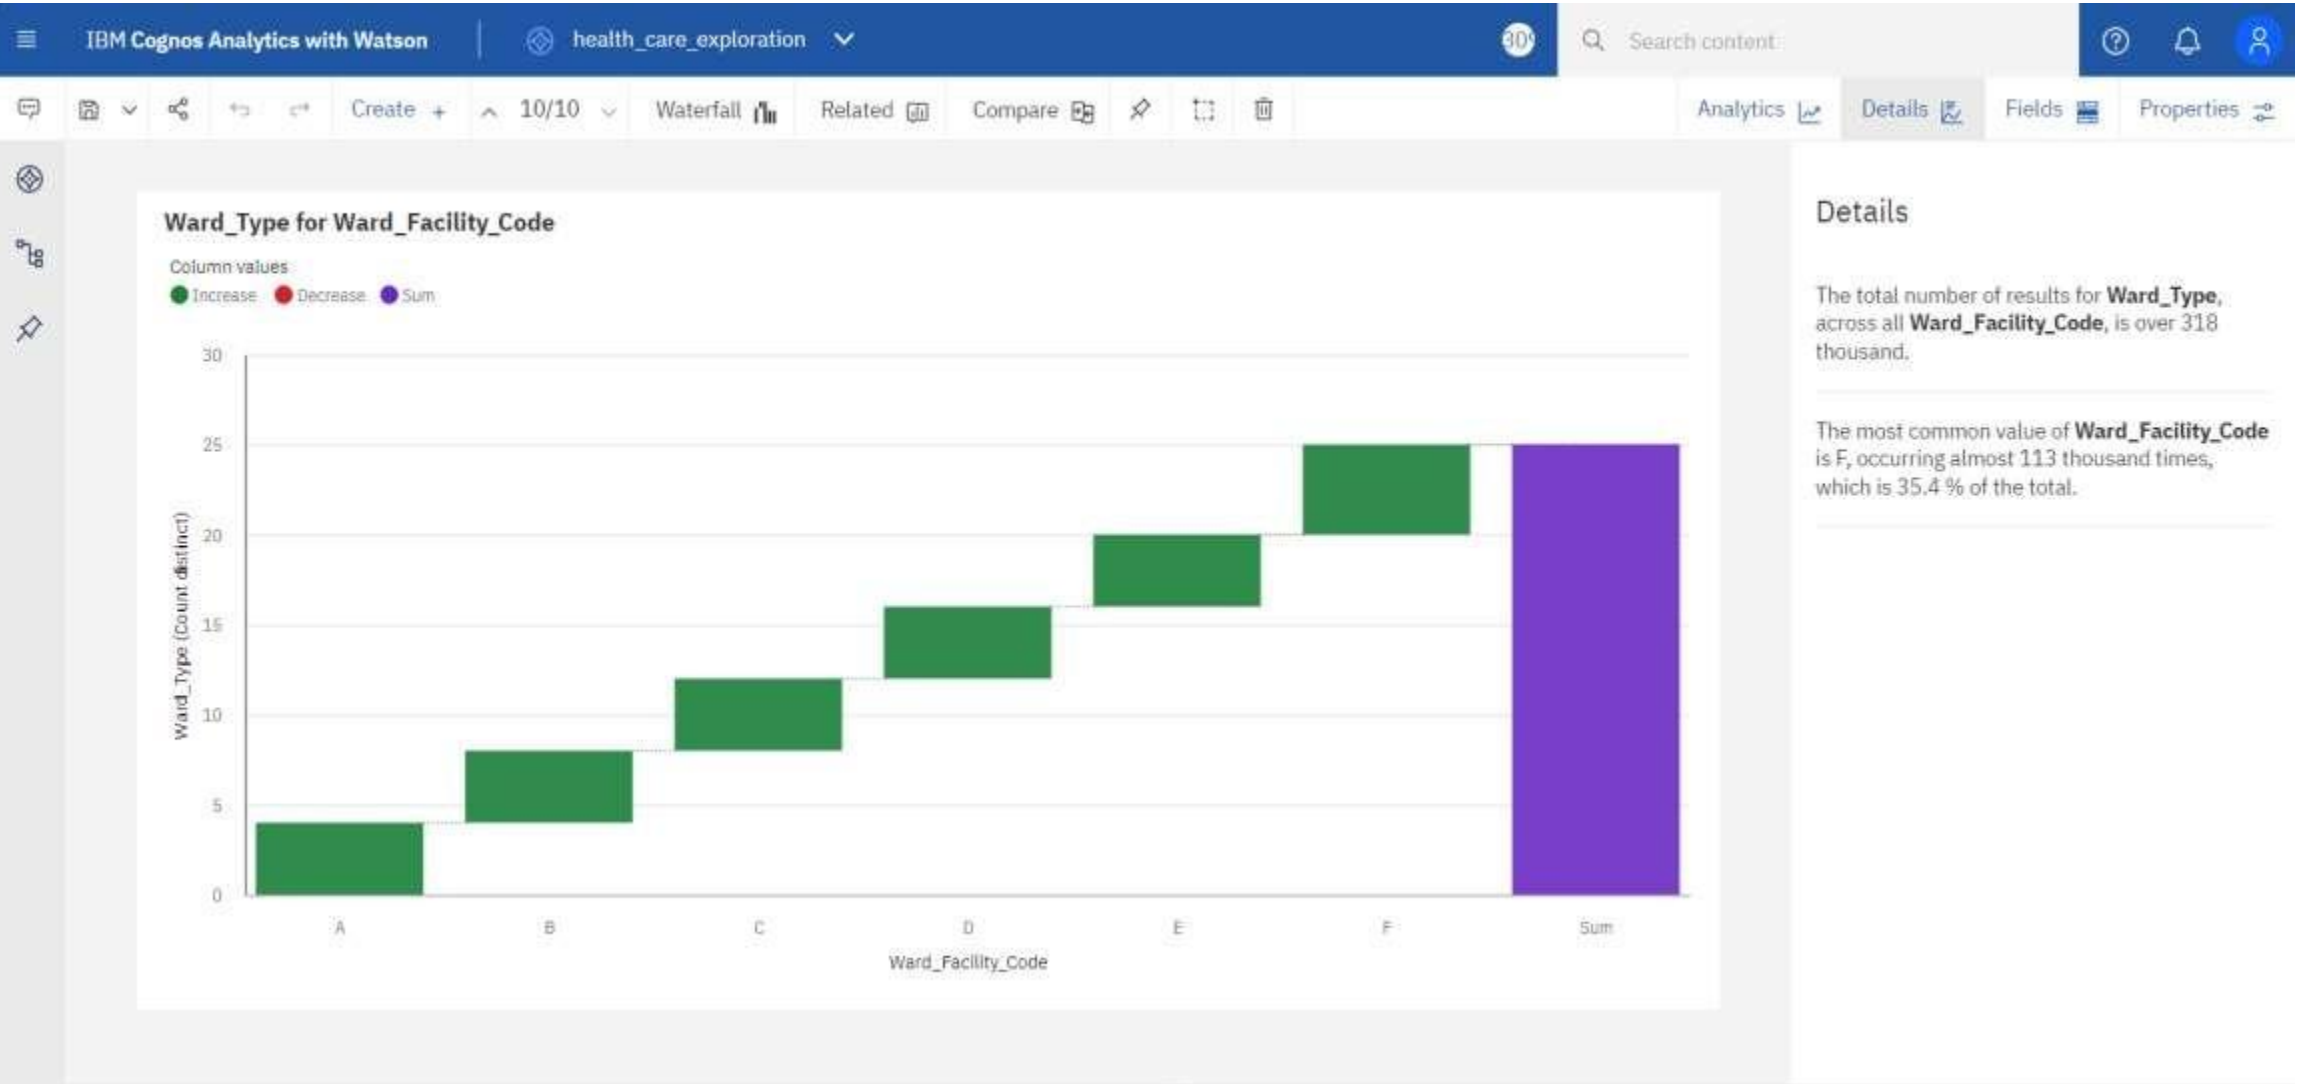 IBM Cognos Analytics with Watson
health_care_exploration
Search content
Create +
10/10
Waterfall
Related
Compare
Analytics
Details
Fields
Properties
Ward_Type for Ward_Facility_Code
Column values
Increase Decrease Sum
30
25
20
15
10
5
0
Ward_Type (Count distinct)
A B C D E F Sum
Ward_Facility_Code
Details
The total number of results for Ward_Type,
across all Ward_Facility_Code, is over 318
thousand.
The most common value of Ward_Facility_Code
is F, occurring almost 113 thousand times,
which is 35.4 % of the total.